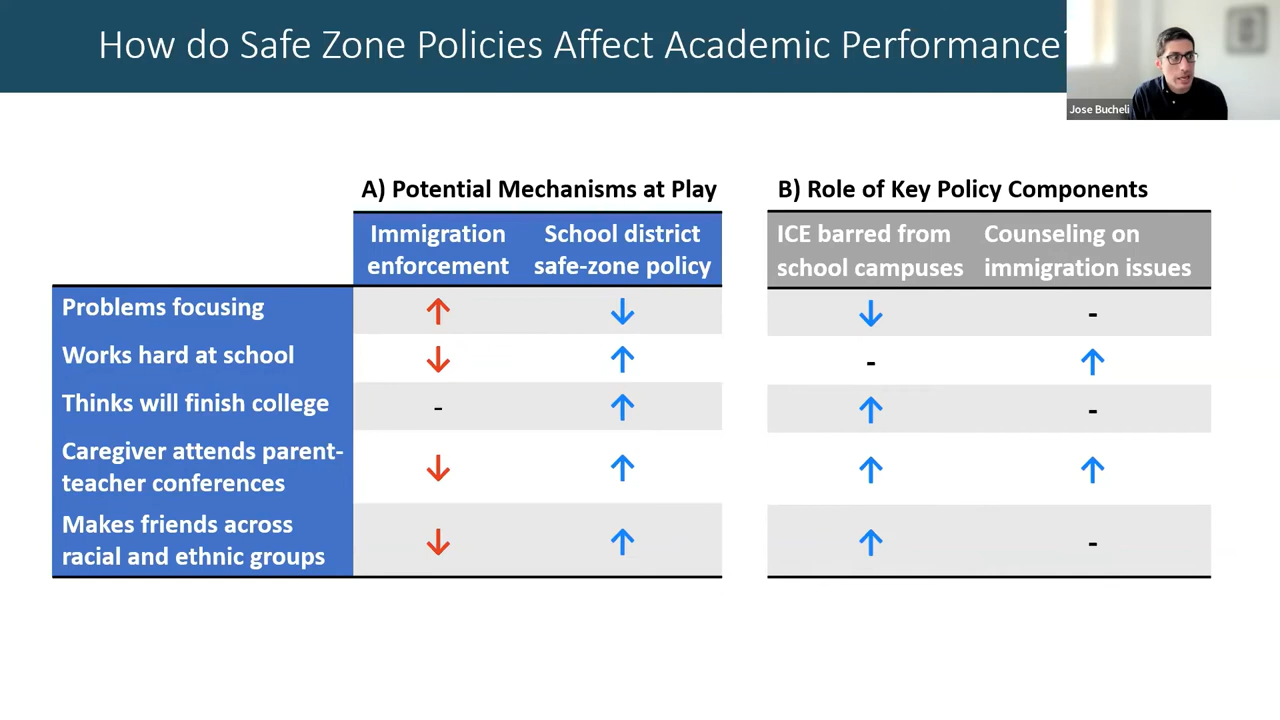 How do Safe Zone Policies Affect Academic Performance?
Jose Bucheli
A) Potential Mechanisms at Play
Immigration enforcement
School district safe-zone policy
B) Role of Key Policy Components
ICE barred from school campuses
Counseling on immigration issues
Problems focusing ↑ ↓ ↓ -
Works hard at school ↓ ↑ - ↑
Thinks will finish college - ↑ ↑ -
Caregiver attends parent-
teacher conferences ↓ ↑ ↑ ↑
Makes friends across
racial and ethnic groups ↓ ↑ ↑ -